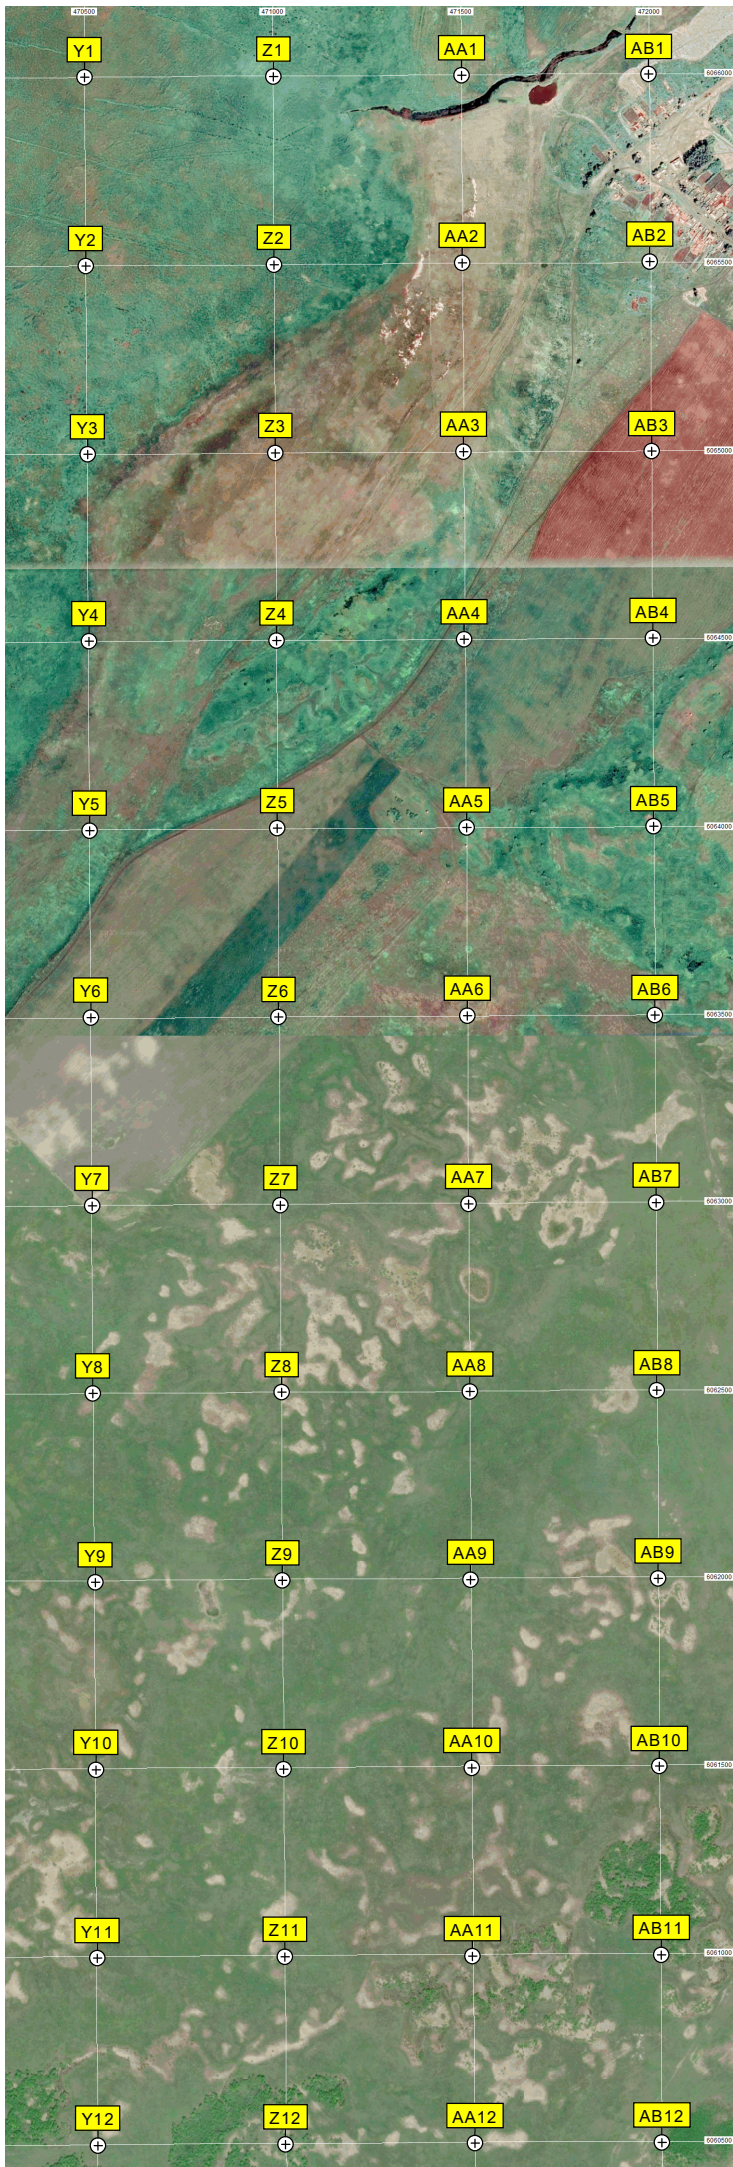 470500 471000 471500 472000
Y1 Z1 AA1 AB1
6066000
Y2 Z2 AA2 AB2
6065500
Y3 Z3 AA3 AB3
6065000
Y4 Z4 AA4 AB4
6064500
Y5 Z5 AA5 AB5
6064000
Y6 Z6 AA6 AB6
6063500
Y7 Z7 AA7 AB7
6063000
Y8 Z8 AA8 AB8
6062500
Y9 Z9 AA9 AB9
6062000
Y10 Z10 AA10 AB10
6061500
Y11 Z11 AA11 AB11
6061000
Y12 Z12 AA12 AB12
6060500